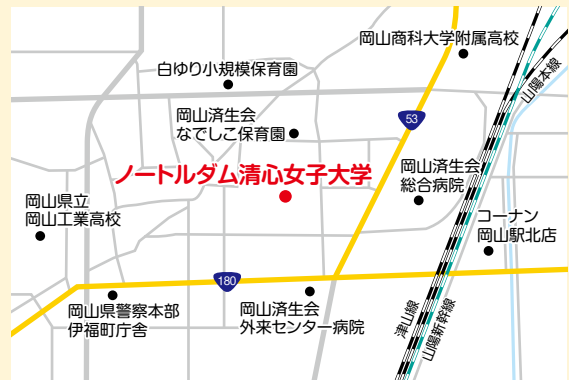 岡山商科大学附属高校
白ゆり小規模保育園
山陽本線
岡山済生会
なでしこ保育園
53
ノートルダム清心女子大学
岡山済生会
総合病院
岡山県立
岡山工業高校
コーナン
岡山駅北店
180
岡山県警察本部
伊福町庁舎
岡山済生会
外来センター病院
津山線
山陽新幹線